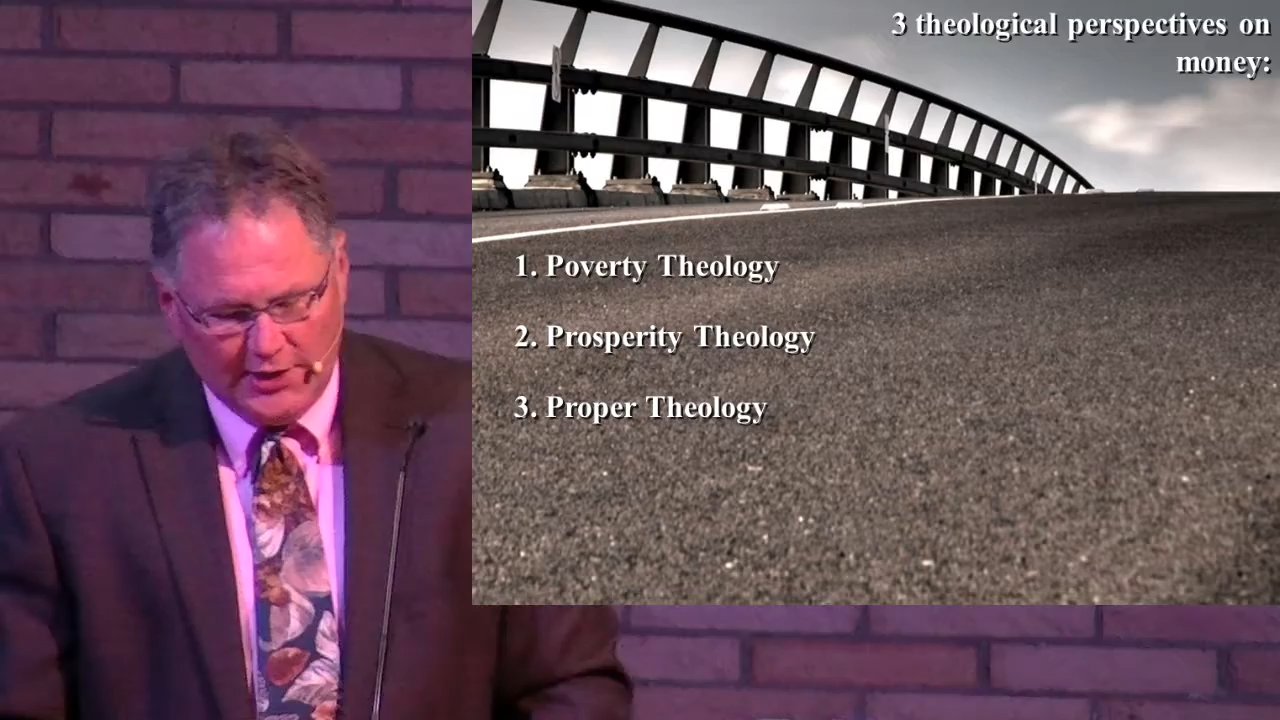 3 theological perspectives on
money:
1. Poverty Theology
2. Prosperity Theology
3. Proper Theology